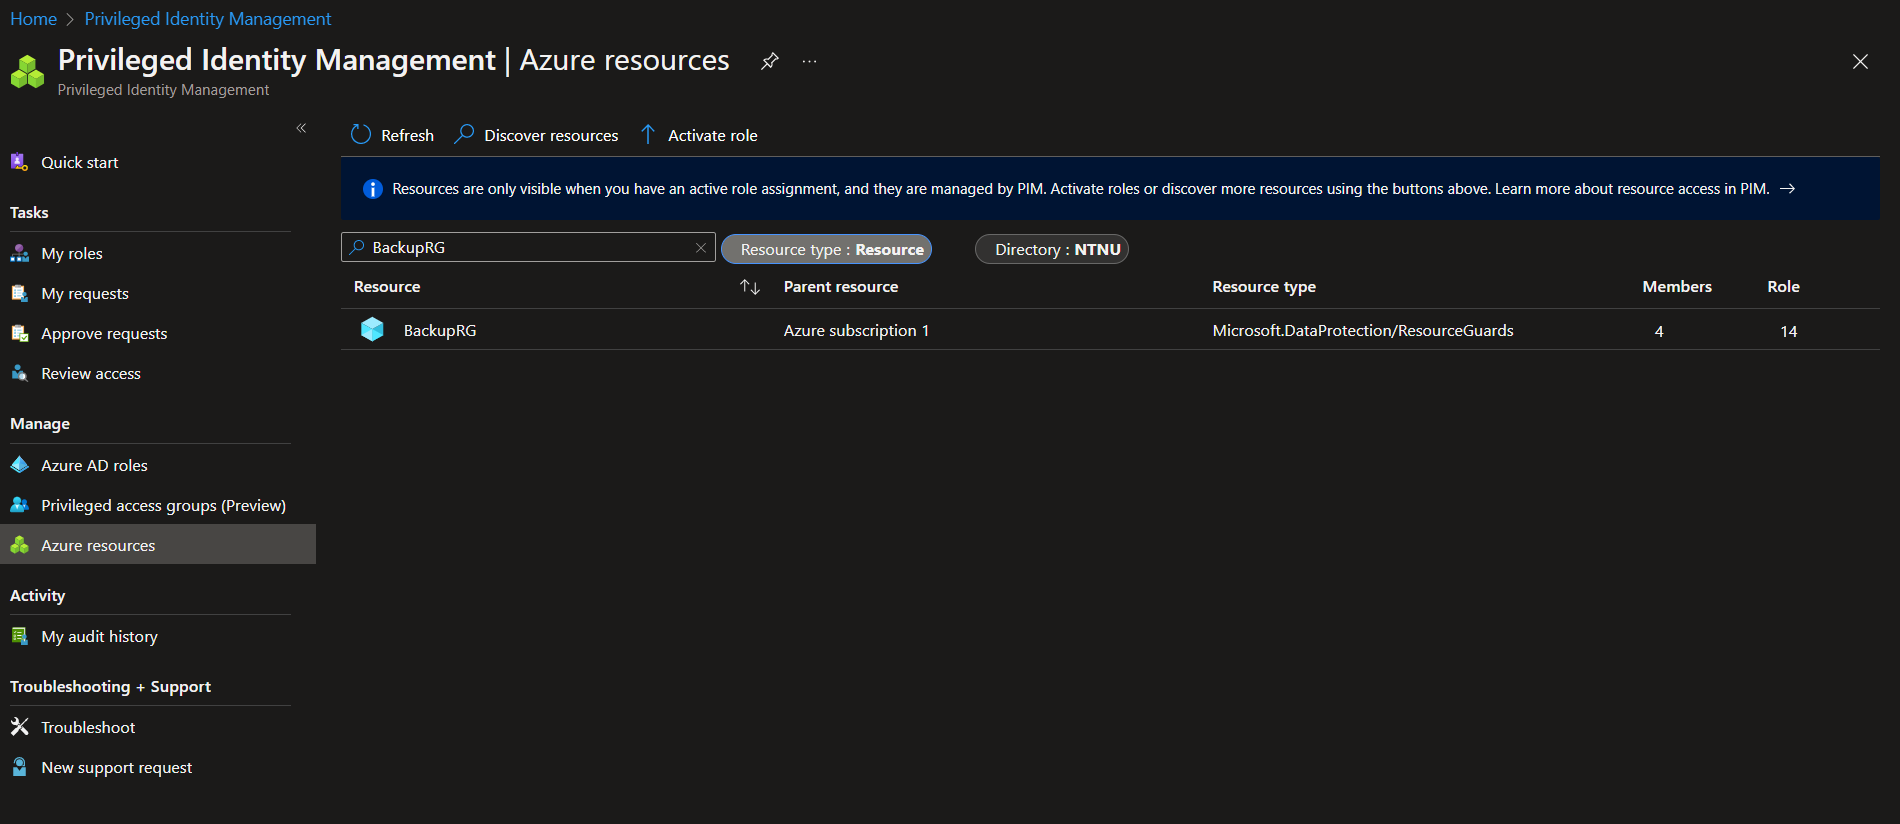 Home > Privileged Identity Management
Privileged Identity Management | Azure resources
Privileged Identity Management
Refresh Discover resources Activate role
Resources are only visible when you have an active role assignment, and they are managed by PIM. Activate roles or discover more resources using the buttons above. Learn more about resource access in PIM. →
BackupRG Resource type : Resource Directory : NTNU
Resource Parent resource Resource type Members Role
BackupRG Azure subscription 1 Microsoft.DataProtection/ResourceGuards 4 14
Quick start
Tasks
My roles
My requests
Approve requests
Review access
Manage
Azure AD roles
Privileged access groups (Preview)
Azure resources
Activity
My audit history
Troubleshooting + Support
Troubleshoot
New support request